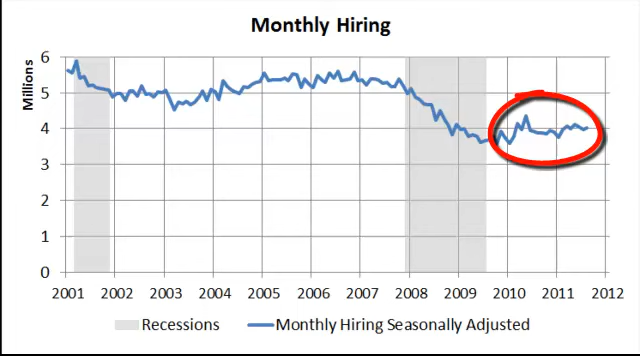 Monthly Hiring
Millions
6
5
4
3
2
1
0
2001 2002 2003 2004 2005 2006 2007 2008 2009 2010 2011 2012
Recessions Monthly Hiring Seasonally Adjusted